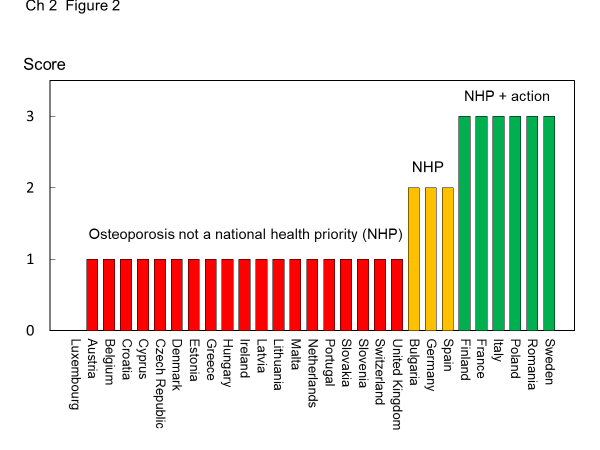 Ch 2 Figure 2
Score
NHP + action
3
NHP
2
Osteoporosis not a national health priority (NHP)
1
0
Luxembourg
Austria
Belgium
Croatia
Cyprus
Czech Republic
Denmark
Estonia
Greece
Hungary
Ireland
Latvia
Lithuania
Malta
Netherlands
Portugal
Slovakia
Slovenia
Switzerland
United Kingdom
Bulgaria
Germany
Spain
Finland
France
Italy
Poland
Romania
Sweden